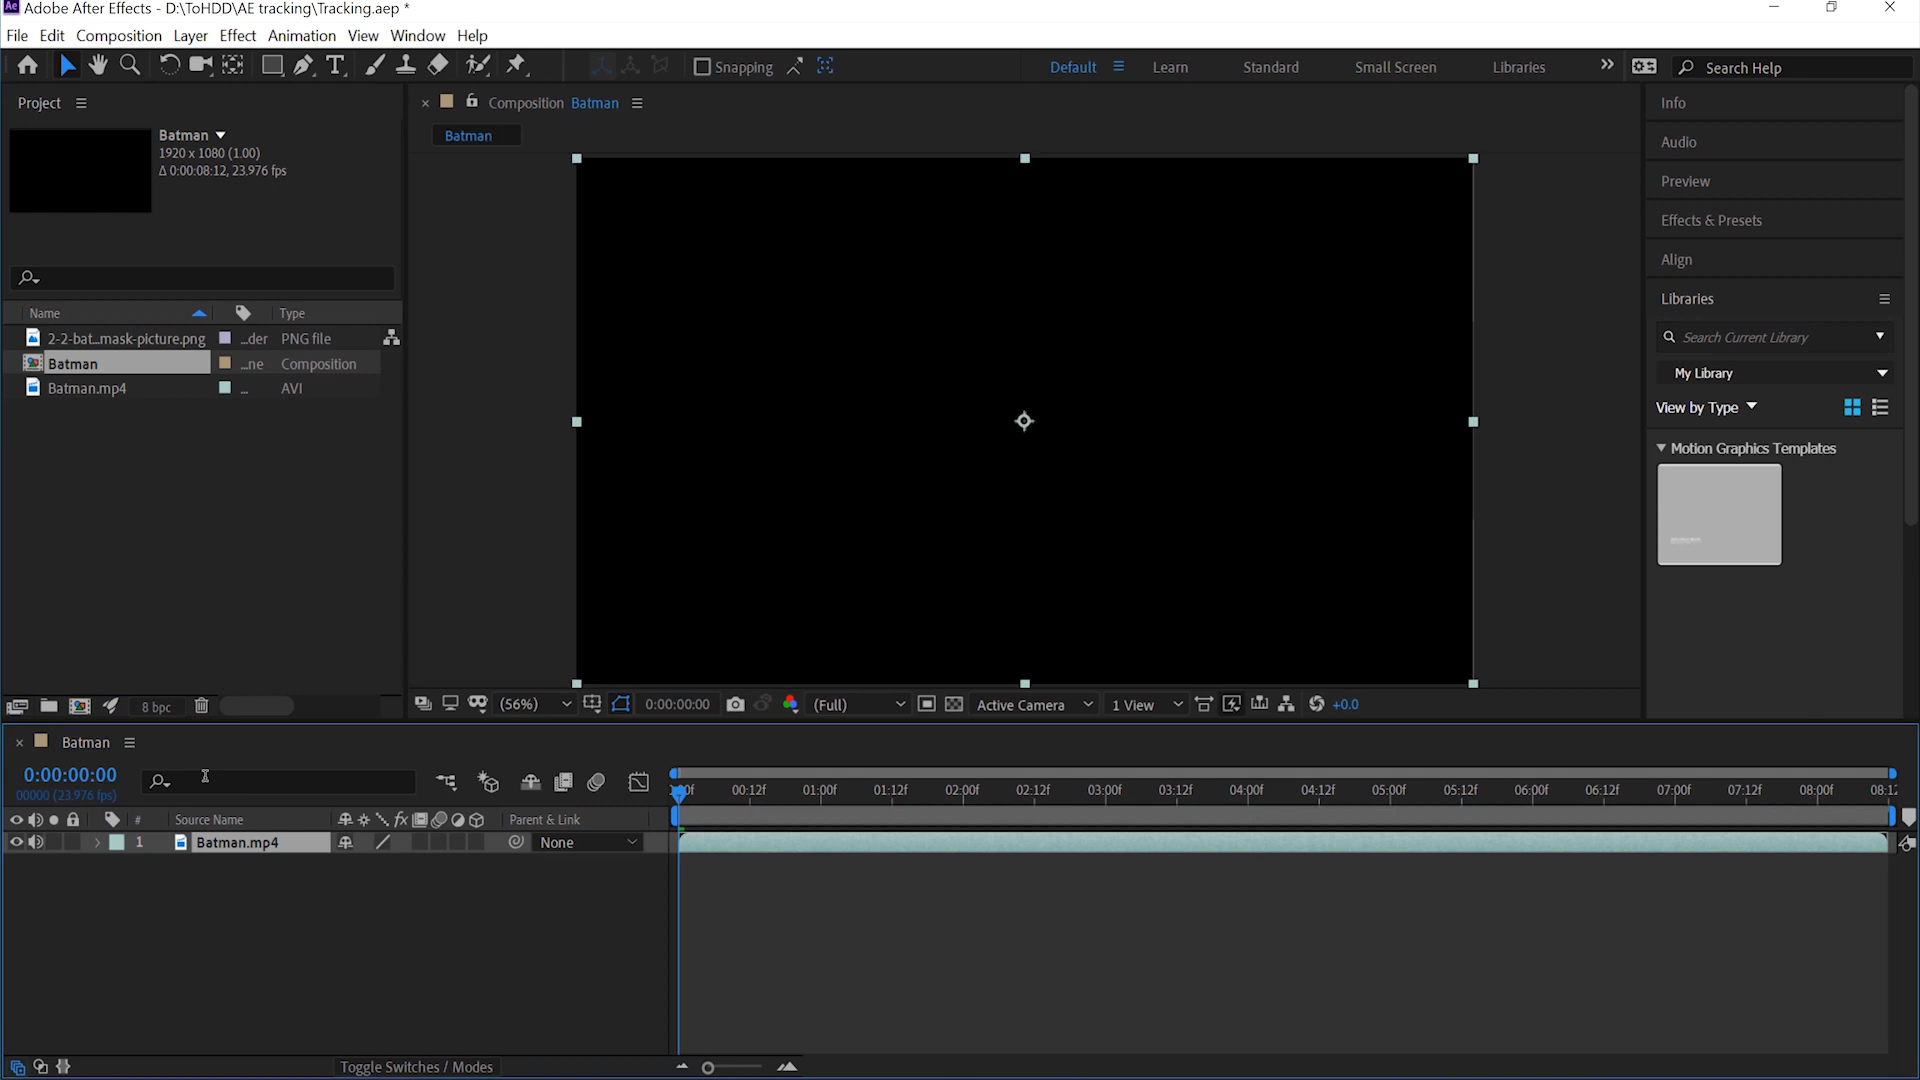 Ae Adobe After Effects - D:\ToHDD\AE tracking\Tracking.aep *
File Edit Composition Layer Effect Animation View Window Help
Snapping
Default Learn Standard Small Screen Libraries
Search Help
Project
Composition Batman
Batman
Batman
1920 x 1080 (1.00)
Δ 0:00:08:12, 23.976 fps
Name Type
2-2-bat...mask-picture.png ...der PNG file
Batman ...ne Composition
Batman.mp4 ... AVI
8 bpc
(56%) 0:00:00:00 (Full) Active Camera 1 View +0.0
Info
Audio
Preview
Effects & Presets
Align
Libraries
Search Current Library
My Library
View by Type
Motion Graphics Templates
Batman
0:00:00:00
00000 (23.976 fps)
00:12f 01:00f 01:12f 02:00f 02:12f 03:00f 03:12f 04:00f 04:12f 05:00f 05:12f 06:00f 06:12f 07:00f 07:12f 08:00f 08:12
# Source Name fx Parent & Link
1 Batman.mp4 None
Toggle Switches / Modes